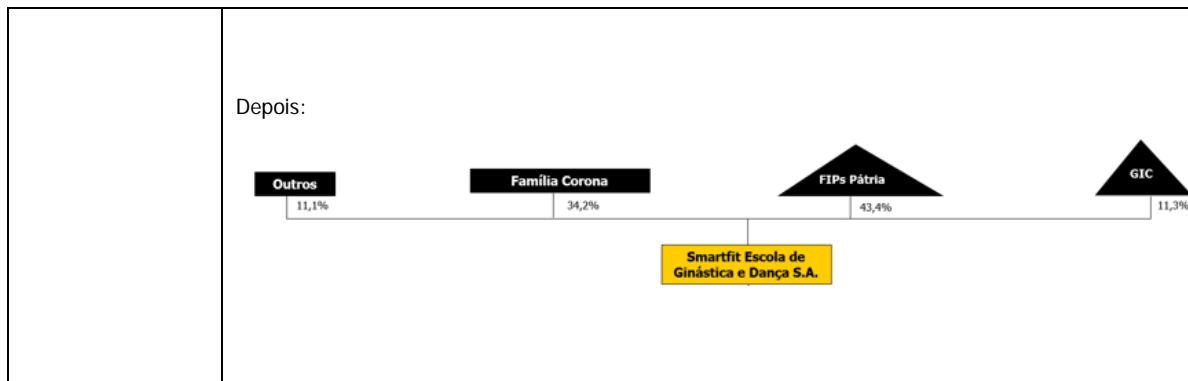 Depois:
Outros
Família Corona
FIPs Pátria
GIC
11,1%
34,2%
43,4%
11,3%
Smartfit Escola de
Ginástica e Dança S.A.